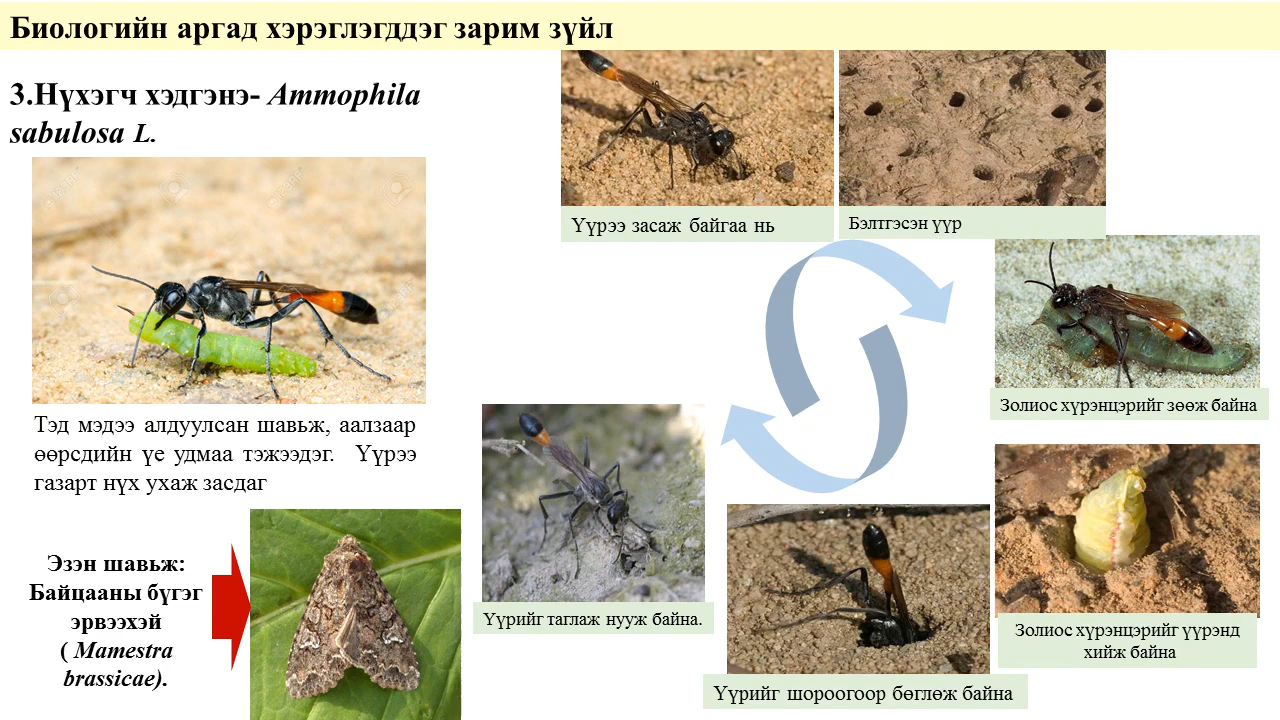 Биологийн аргад хэрэглэгддэг зарим зүйл
3.Нүхэгч хэдгэнэ- Ammophila
sabulosa L.
Тэд мэдээ алдуулсан шавьж, аалзаар
өөрсдийн үе удмаа тэжээдэг. Үүрээ
газарт нүх ухаж засдаг
Эзэн шавьж:
Байцааны бүгэг
эрвээхэй
( Mamestra
brassicae).
Үүрээ засаж байгаа нь
Бэлтгэсэн үүр
Золиос хүрэнцэрийг зөөж байна
Золиос хүрэнцэрийг үүрэнд
хийж байна
Үүрийг шороогоор бөглөж байна
Үүрийг таглаж нууж байна.